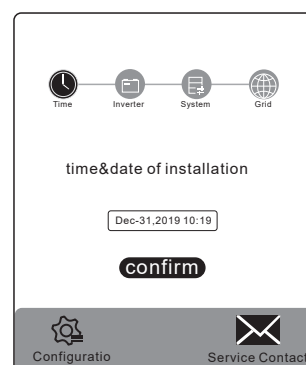 Time Inverter System Grid
time&date of installation
Dec-31,2019 10:19
confirm
Configuratio Service Contact